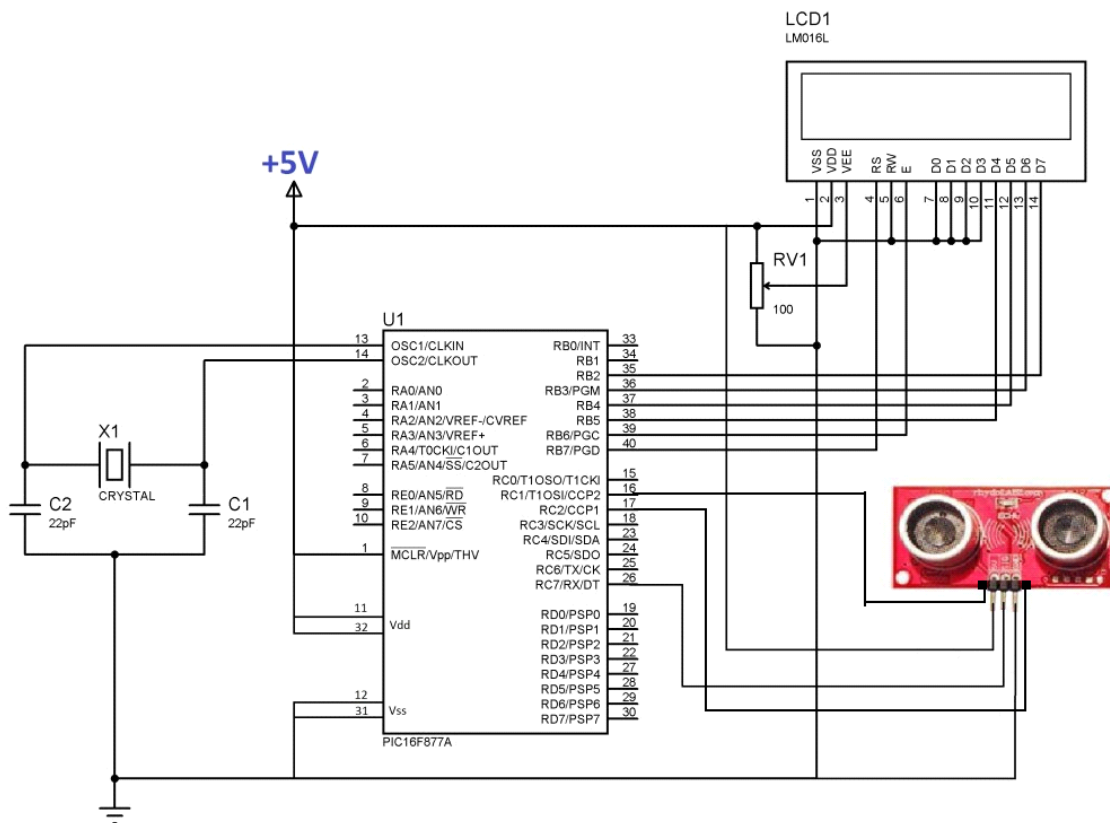 LCD1
LM016L
VSS
VDD
VEE
RS
RW
E
D0
D1
D2
D3
D4
D5
D6
D7
1
2
3
4
5
6
7
8
9
10
11
12
13
14
+5V
RV1
100
U1
13 OSC1/CLKIN
14 OSC2/CLKOUT
2 RA0/AN0
3 RA1/AN1
4 RA2/AN2/VREF-/CVREF
5 RA3/AN3/VREF+
6 RA4/T0CKI/C1OUT
7 RA5/AN4/SS/C2OUT
8 RE0/AN5/RD
9 RE1/AN6/WR
10 RE2/AN7/CS
1 MCLR/Vpp/THV
11
32 Vdd
12
31 Vss
RB0/INT 33
RB1 34
RB2 35
RB3/PGM 36
RB4 37
RB5 38
RB6/PGC 39
RB7/PGD 40
RC0/T1OSO/T1CKI 15
RC1/T1OSI/CCP2 16
RC2/CCP1 17
RC3/SCK/SCL 18
RC4/SDI/SDA 23
RC5/SDO 24
RC6/TX/CK 25
RC7/RX/DT 26
RD0/PSP0 19
RD1/PSP1 20
RD2/PSP2 21
RD3/PSP3 22
RD4/PSP4 27
RD5/PSP5 28
RD6/PSP6 29
RD7/PSP7 30
PIC16F877A
X1
CRYSTAL
C2
22pF
C1
22pF